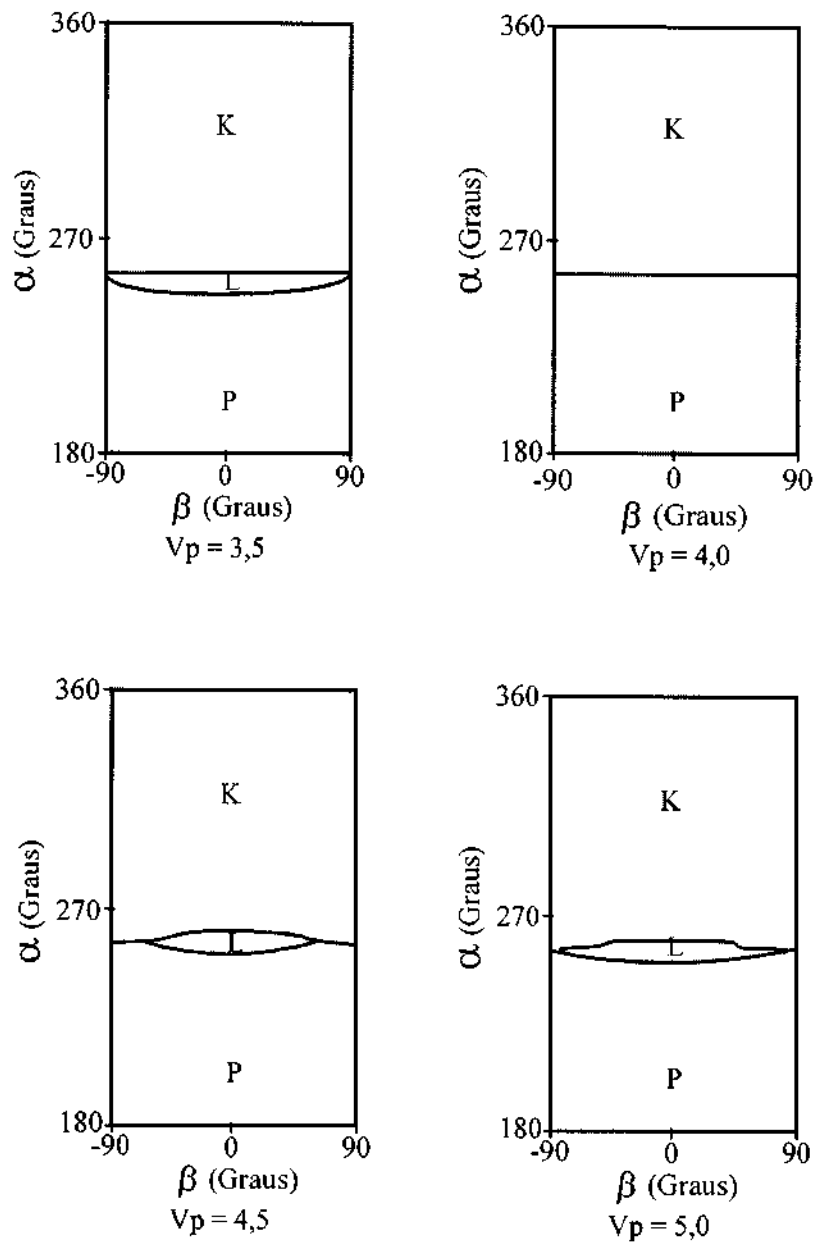 360
K
α (Graus)
270
L
P
180
-90 0 90
β (Graus)
Vp = 3,5
360
K
α (Graus)
270
P
180
-90 0 90
β (Graus)
Vp = 4,0
360
K
α (Graus)
270
L
P
180
-90 0 90
β (Graus)
Vp = 4,5
360
K
α (Graus)
270
L
P
180
-90 0 90
β (Graus)
Vp = 5,0